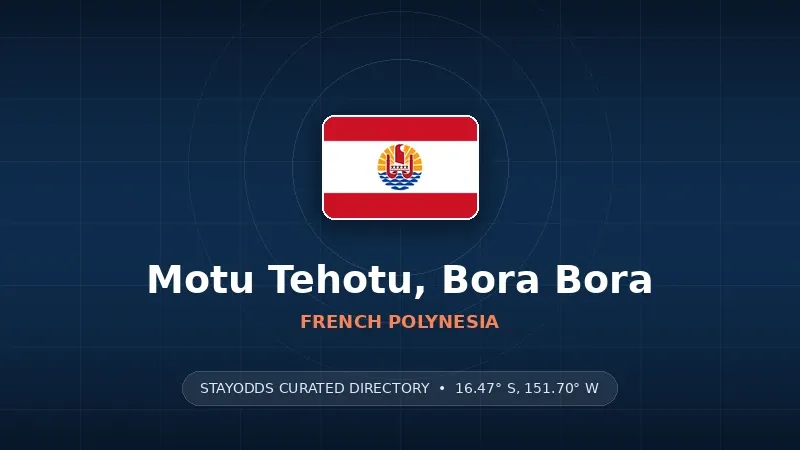 Motu Tehotu, Bora Bora
FRENCH POLYNESIA
STAYODDS CURATED DIRECTORY • 16.47° S, 151.70° W